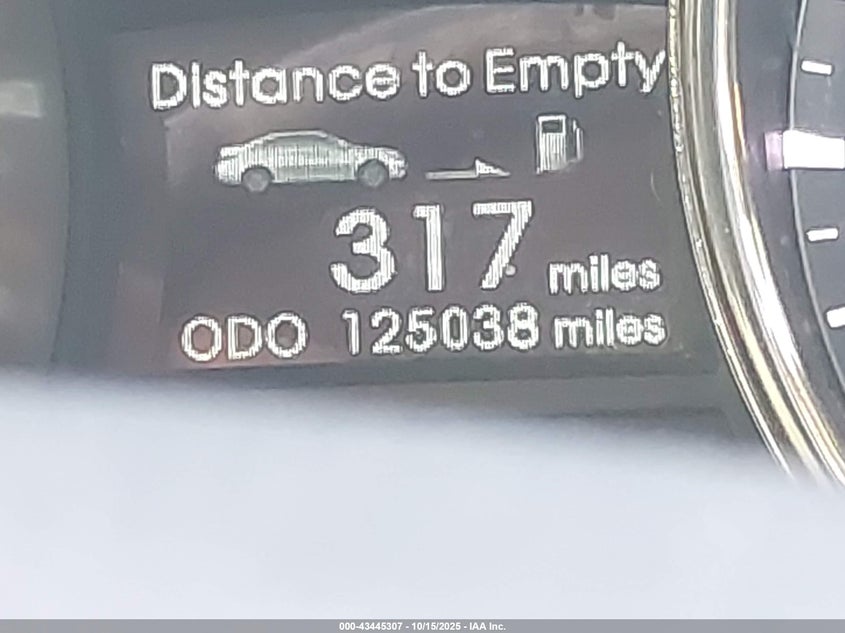 Distance to Empty
317 miles
ODO 125038 miles
000-43445307 - 10/15/2025 - IAA Inc.